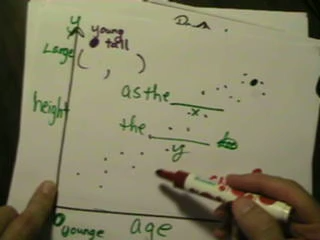 y
young
tall
Large
( , )
as the
x
height
the
y
younge
age